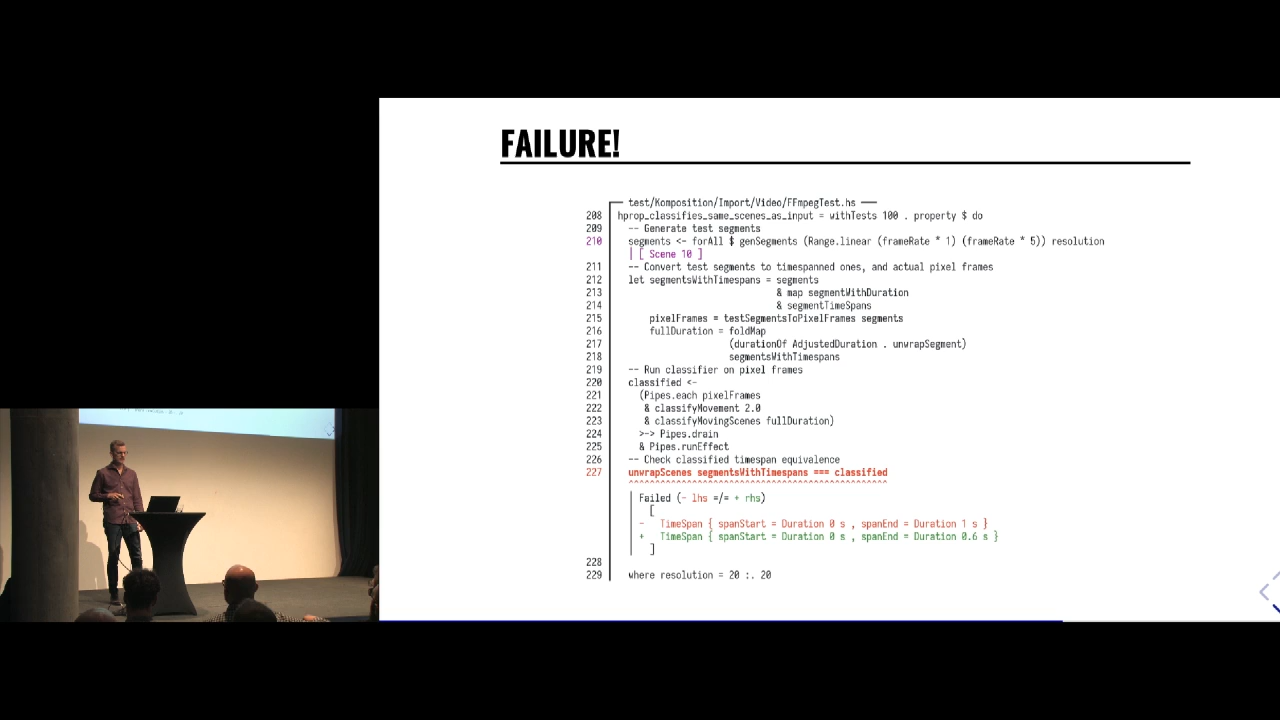 FAILURE!
test/Komposition/Import/Video/FFmpegTest.hs
208 hprop_classifies_same_scenes_as_input = withTests 100 . property $ do
209 -- Generate test segments
210 segments <- forAll $ genSegments (Range.linear (frameRate * 1) (frameRate * 5)) resolution
| [ Scene 10 ]
211 -- Convert test segments to timespanned ones, and actual pixel frames
212 let segmentsWithTimespans = segments
213 & map segmentWithDuration
214 & segmentTimeSpans
215 pixelFrames = testSegmentsToPixelFrames segments
216 fullDuration = foldMap
217 (durationOf AdjustedDuration . unwrapSegment)
218 segmentsWithTimespans
219 -- Run classifier on pixel frames
220 classified <-
221 (Pipes.each pixelFrames
222 & classifyMovement 2.0
223 & classifyMovingScenes fullDuration)
224 >-> Pipes.drain
225 & Pipes.runEffect
226 -- Check classified timespan equivalence
227 unwrapScenes segmentsWithTimespans === classified
^^^^^^^^^^^^^^^^^^^^^^^^^^^^^^^^^^^^^^^^^^^^^^^^^
| Failed (- lhs =/= + rhs)
| [
| - TimeSpan { spanStart = Duration 0 s , spanEnd = Duration 1 s }
| + TimeSpan { spanStart = Duration 0 s , spanEnd = Duration 0.6 s }
| ]
228
229 where resolution = 20 :. 20